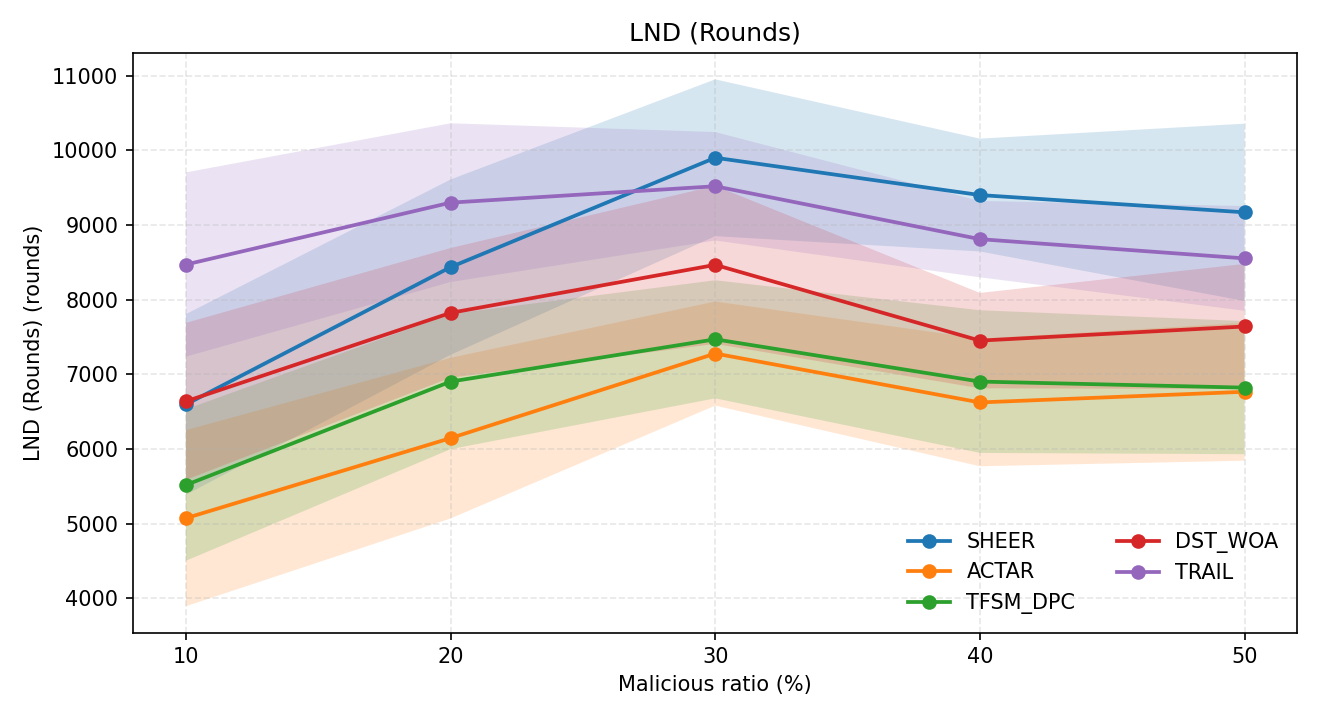 LND (Rounds)
LND (Rounds) (rounds)
11000
10000
9000
8000
7000
6000
5000
4000
10 20 30 40 50
Malicious ratio (%)
SHEER
ACTAR
TFSM_DPC
DST_WOA
TRAIL